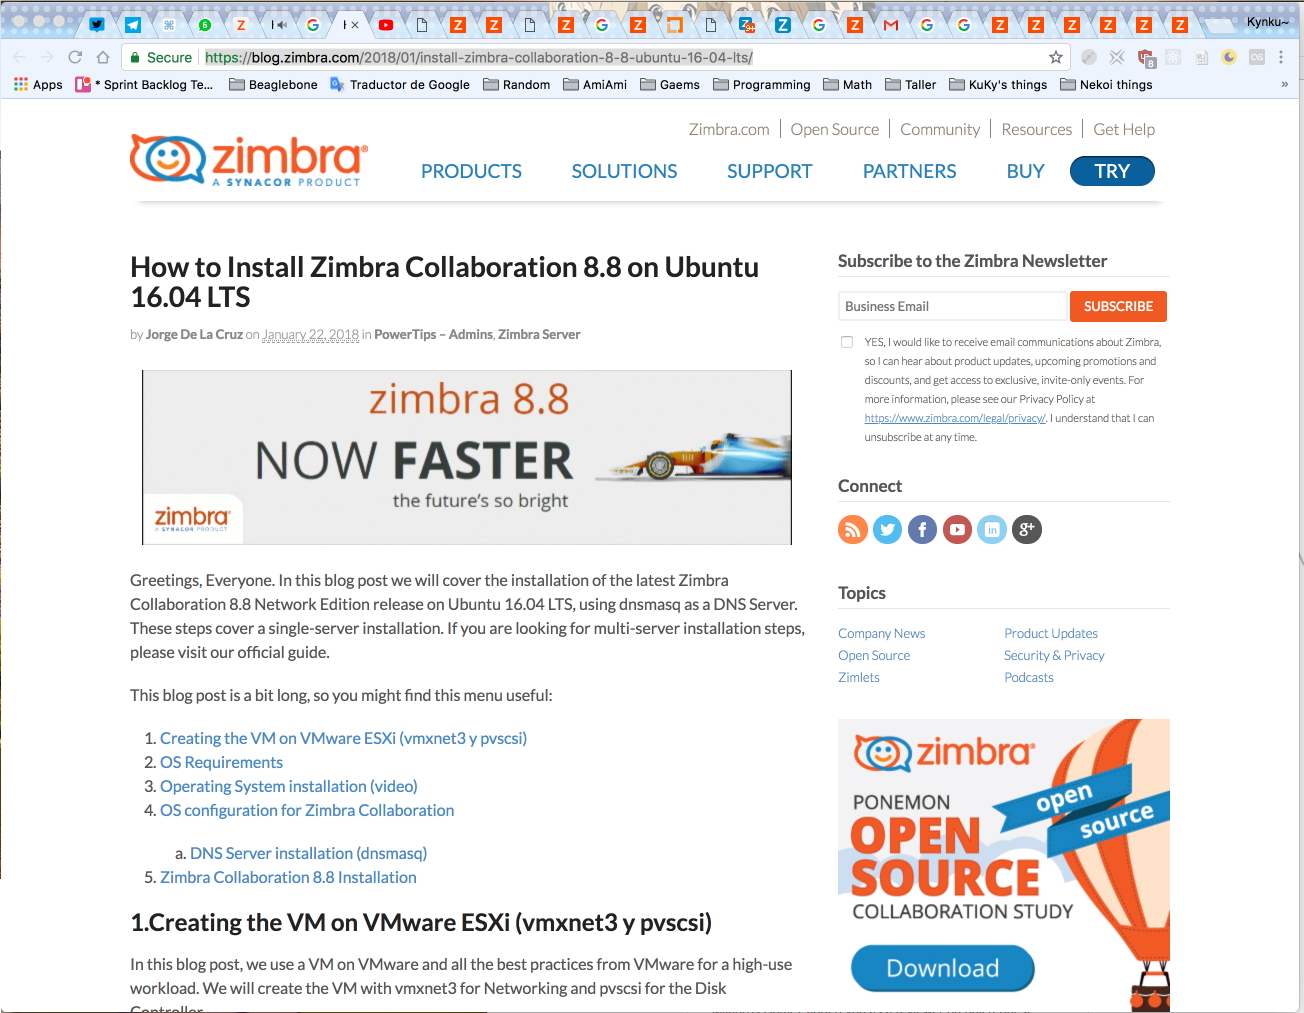 Kynku~
Secure https://blog.zimbra.com/2018/01/install-zimbra-collaboration-8-8-ubuntu-16-04-lts/
8
Apps * Sprint Backlog Te... Beaglebone Traductor de Google Random AmiAmi Gaems Programming Math Taller KuKy's things Nekoi things »
Zimbra.com Open Source Community Resources Get Help
zimbra®
A SYNACOR PRODUCT
PRODUCTS SOLUTIONS SUPPORT PARTNERS BUY TRY
How to Install Zimbra Collaboration 8.8 on Ubuntu
16.04 LTS
by Jorge De La Cruz on January 22, 2018 in PowerTips – Admins, Zimbra Server
zimbra 8.8
NOW FASTER
the future's so bright
zimbra®
A SYNACOR PRODUCT
Greetings, Everyone. In this blog post we will cover the installation of the latest Zimbra
Collaboration 8.8 Network Edition release on Ubuntu 16.04 LTS, using dnsmasq as a DNS Server.
These steps cover a single-server installation. If you are looking for multi-server installation steps,
please visit our official guide.
This blog post is a bit long, so you might find this menu useful:
1. Creating the VM on VMware ESXi (vmxnet3 y pvscsi)
2. OS Requirements
3. Operating System installation (video)
4. OS configuration for Zimbra Collaboration
a. DNS Server installation (dnsmasq)
5. Zimbra Collaboration 8.8 Installation
1.Creating the VM on VMware ESXi (vmxnet3 y pvscsi)
In this blog post, we use a VM on VMware and all the best practices from VMware for a high-use
workload. We will create the VM with vmxnet3 for Networking and pvscsi for the Disk
Controller
Subscribe to the Zimbra Newsletter
Business Email SUBSCRIBE
YES, I would like to receive email communications about Zimbra,
so I can hear about product updates, upcoming promotions and
discounts, and get access to exclusive, invite-only events. For
more information, please see our Privacy Policy at
https://www.zimbra.com/legal/privacy/. I understand that I can
unsubscribe at any time.
Connect
Topics
Company News Product Updates
Open Source Security & Privacy
Zimlets Podcasts
zimbra®
PONEMON
OPEN
SOURCE
COLLABORATION STUDY
open
source
Download